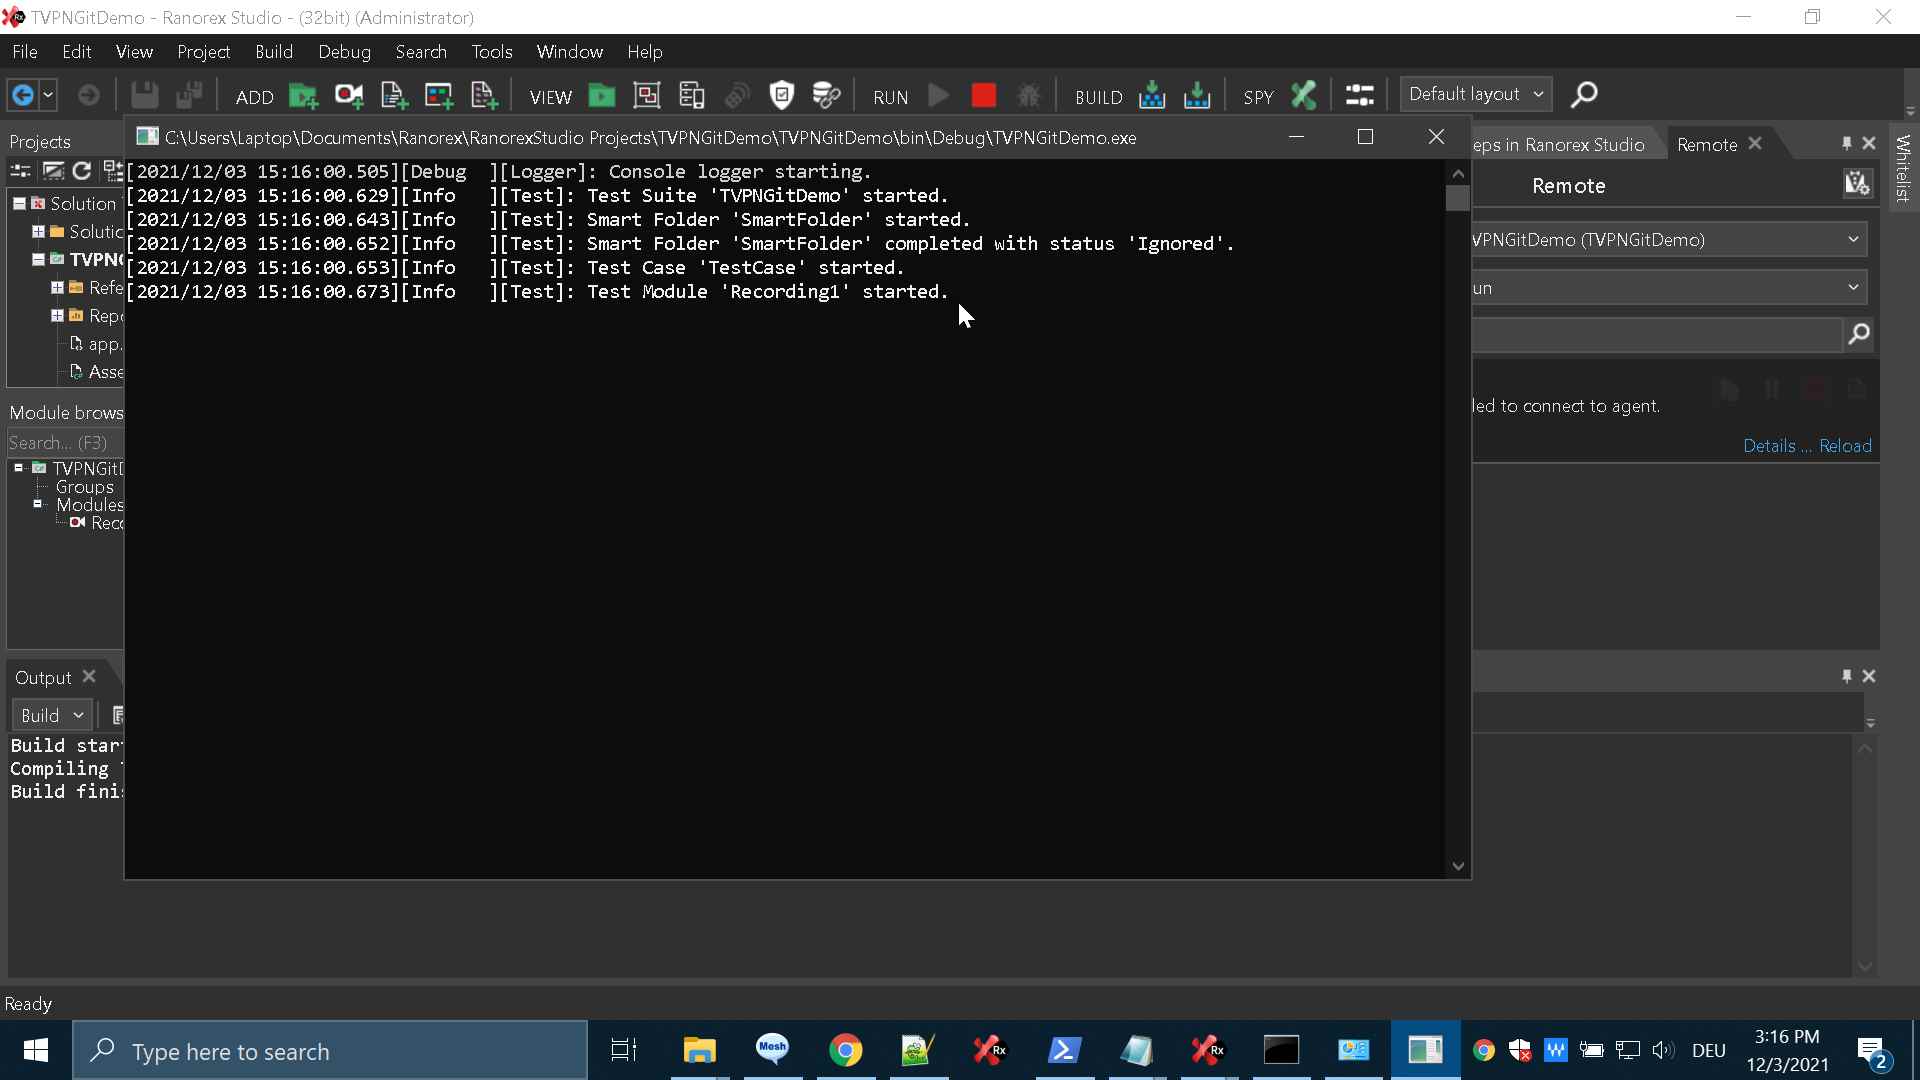 TVPNGitDemo - Ranorex Studio - (32bit) (Administrator)
File Edit View Project Build Debug Search Tools Window Help
ADD VIEW RUN BUILD SPY Default layout
Projects
C:\Users\Laptop\Documents\Ranorex\RanorexStudio Projects\TVPNGitDemo\TVPNGitDemo\bin\Debug\TVPNGitDemo.exe
eps in Ranorex Studio Remote
Whitelist
[2021/12/03 15:16:00.505][Debug ][Logger]: Console logger starting.
[2021/12/03 15:16:00.629][Info ][Test]: Test Suite 'TVPNGitDemo' started.
[2021/12/03 15:16:00.643][Info ][Test]: Smart Folder 'SmartFolder' started.
[2021/12/03 15:16:00.652][Info ][Test]: Smart Folder 'SmartFolder' completed with status 'Ignored'.
[2021/12/03 15:16:00.653][Info ][Test]: Test Case 'TestCase' started.
[2021/12/03 15:16:00.673][Info ][Test]: Test Module 'Recording1' started.
Remote
VPNGitDemo (TVPNGitDemo)
un
led to connect to agent.
Details ... Reload
Solution
Solutic
TVPN
Refe
Repo
app.
Asse
Module brows
Search... (F3)
TVPNGitD
Groups
Modules
Reco
Output
Build
Build star
Compiling
Build fini
Ready
Type here to search
Mesh
Rx
Rx
DEU
3:16 PM
12/3/2021
2